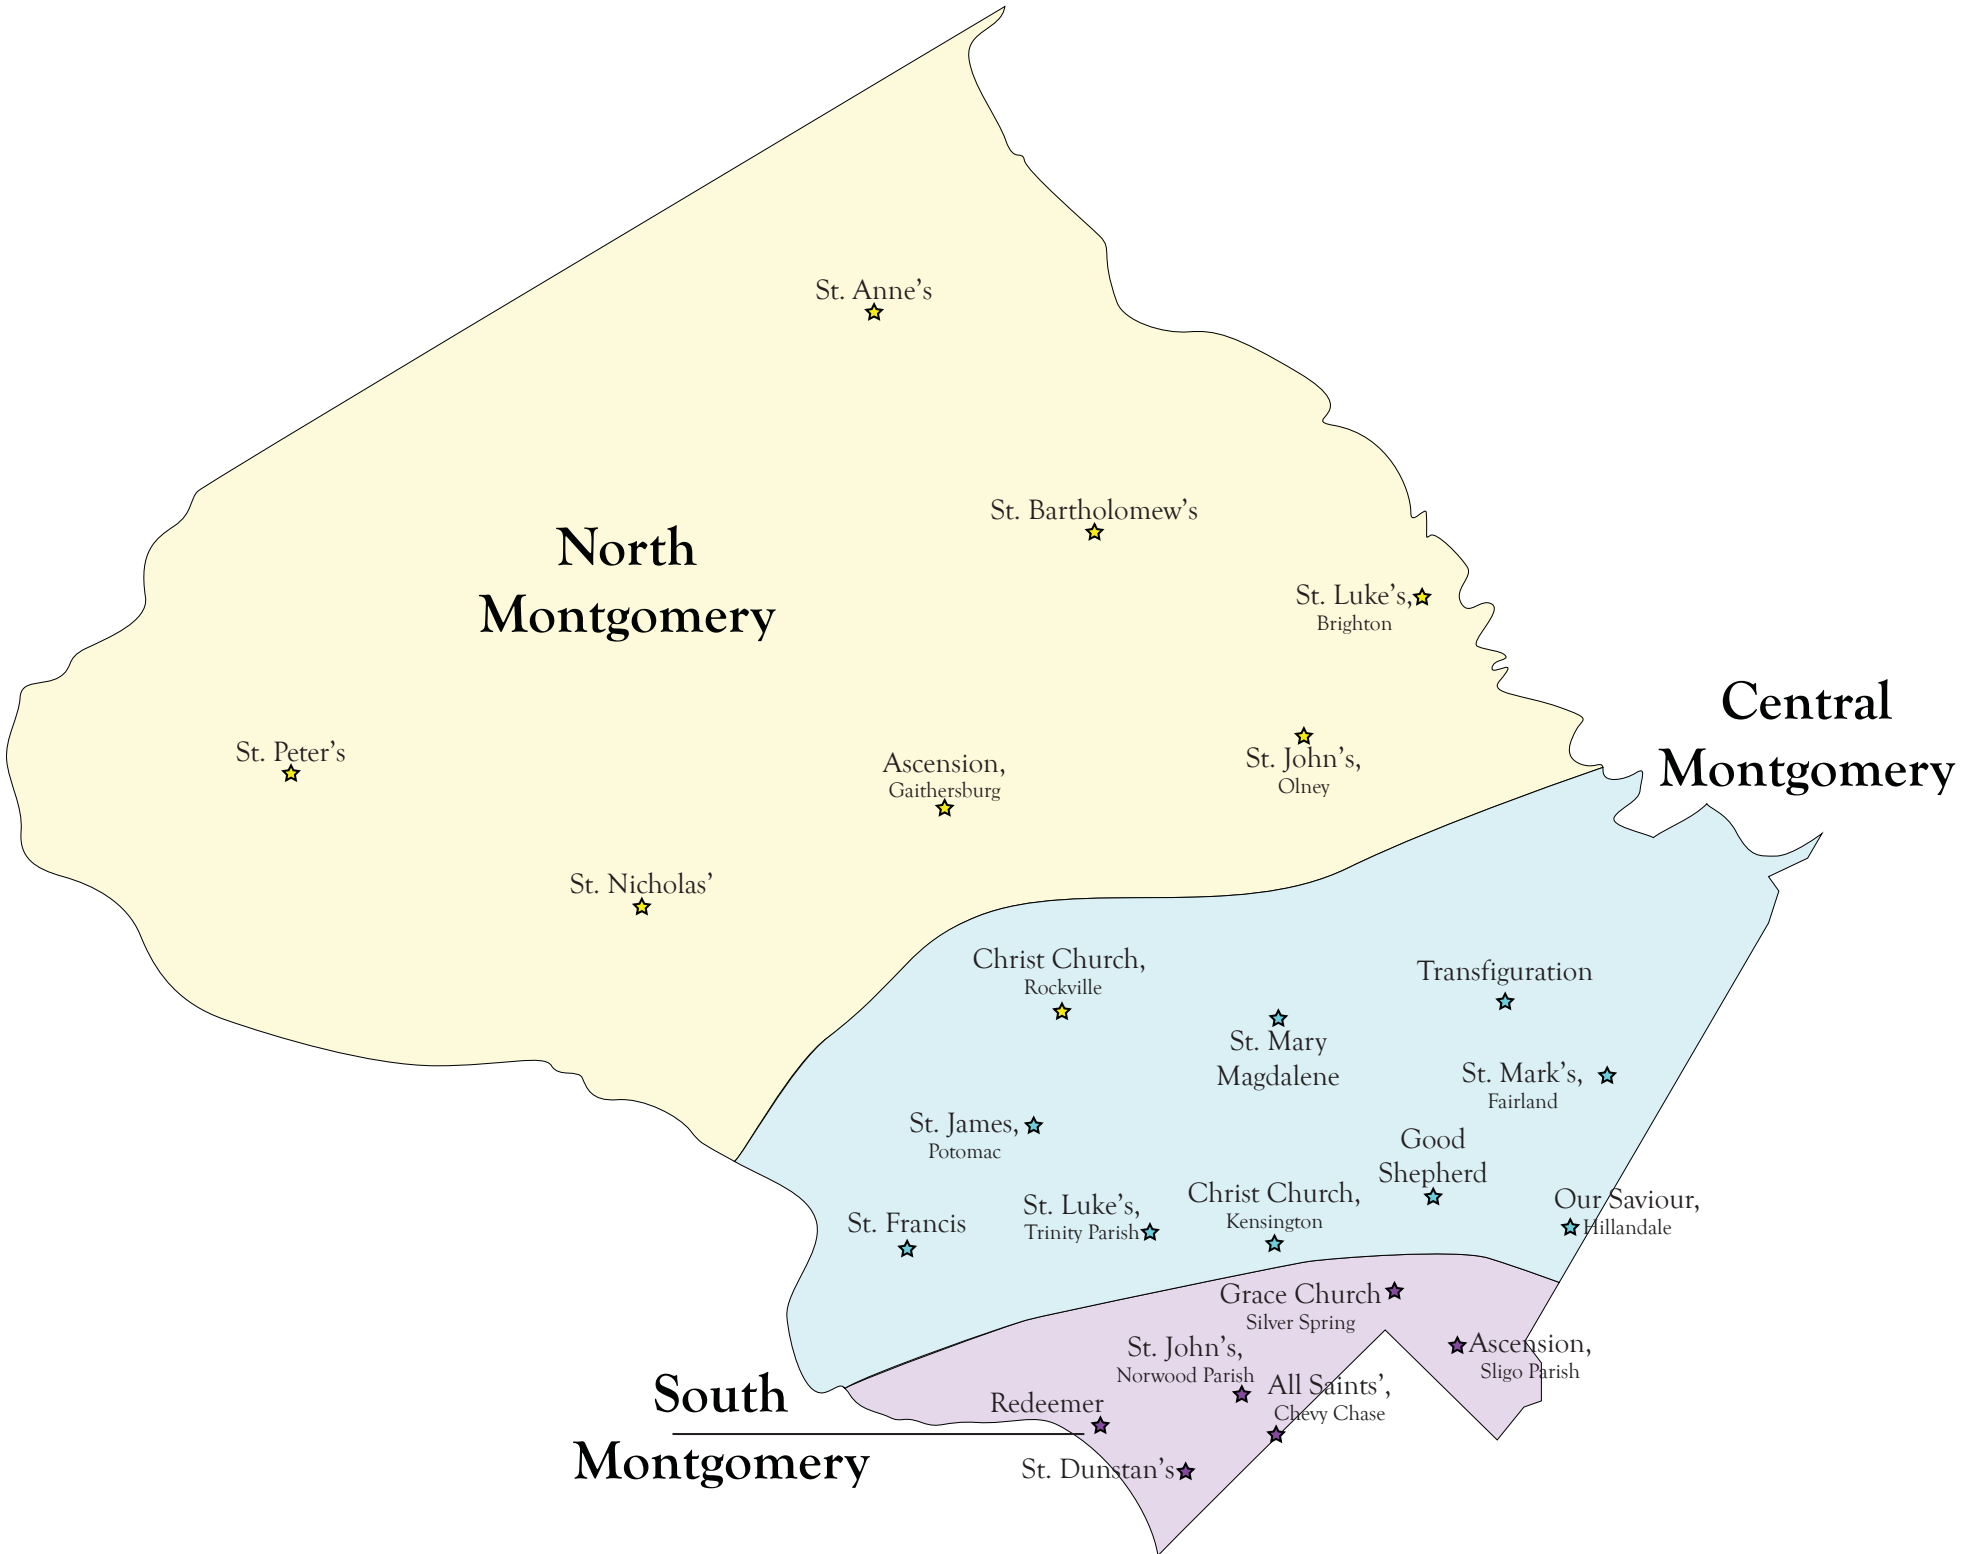 St. Anne's
St. Bartholomew's
North
Montgomery
St. Luke's,
Brighton
Central
Montgomery
St. Peter's
Ascension,
Gaithersburg
St. John's,
Olney
St. Nicholas'
Christ Church,
Rockville
Transfiguration
St. Mary
Magdalene
St. Mark's,
Fairland
St. James,
Potomac
Good
Shepherd
St. Francis
St. Luke's,
Trinity Parish
Christ Church,
Kensington
Our Saviour,
Hillandale
Grace Church
Silver Spring
St. John's,
Norwood Parish
Ascension,
Sligo Parish
All Saints',
Chevy Chase
South
Montgomery
Redeemer
St. Dunstan's